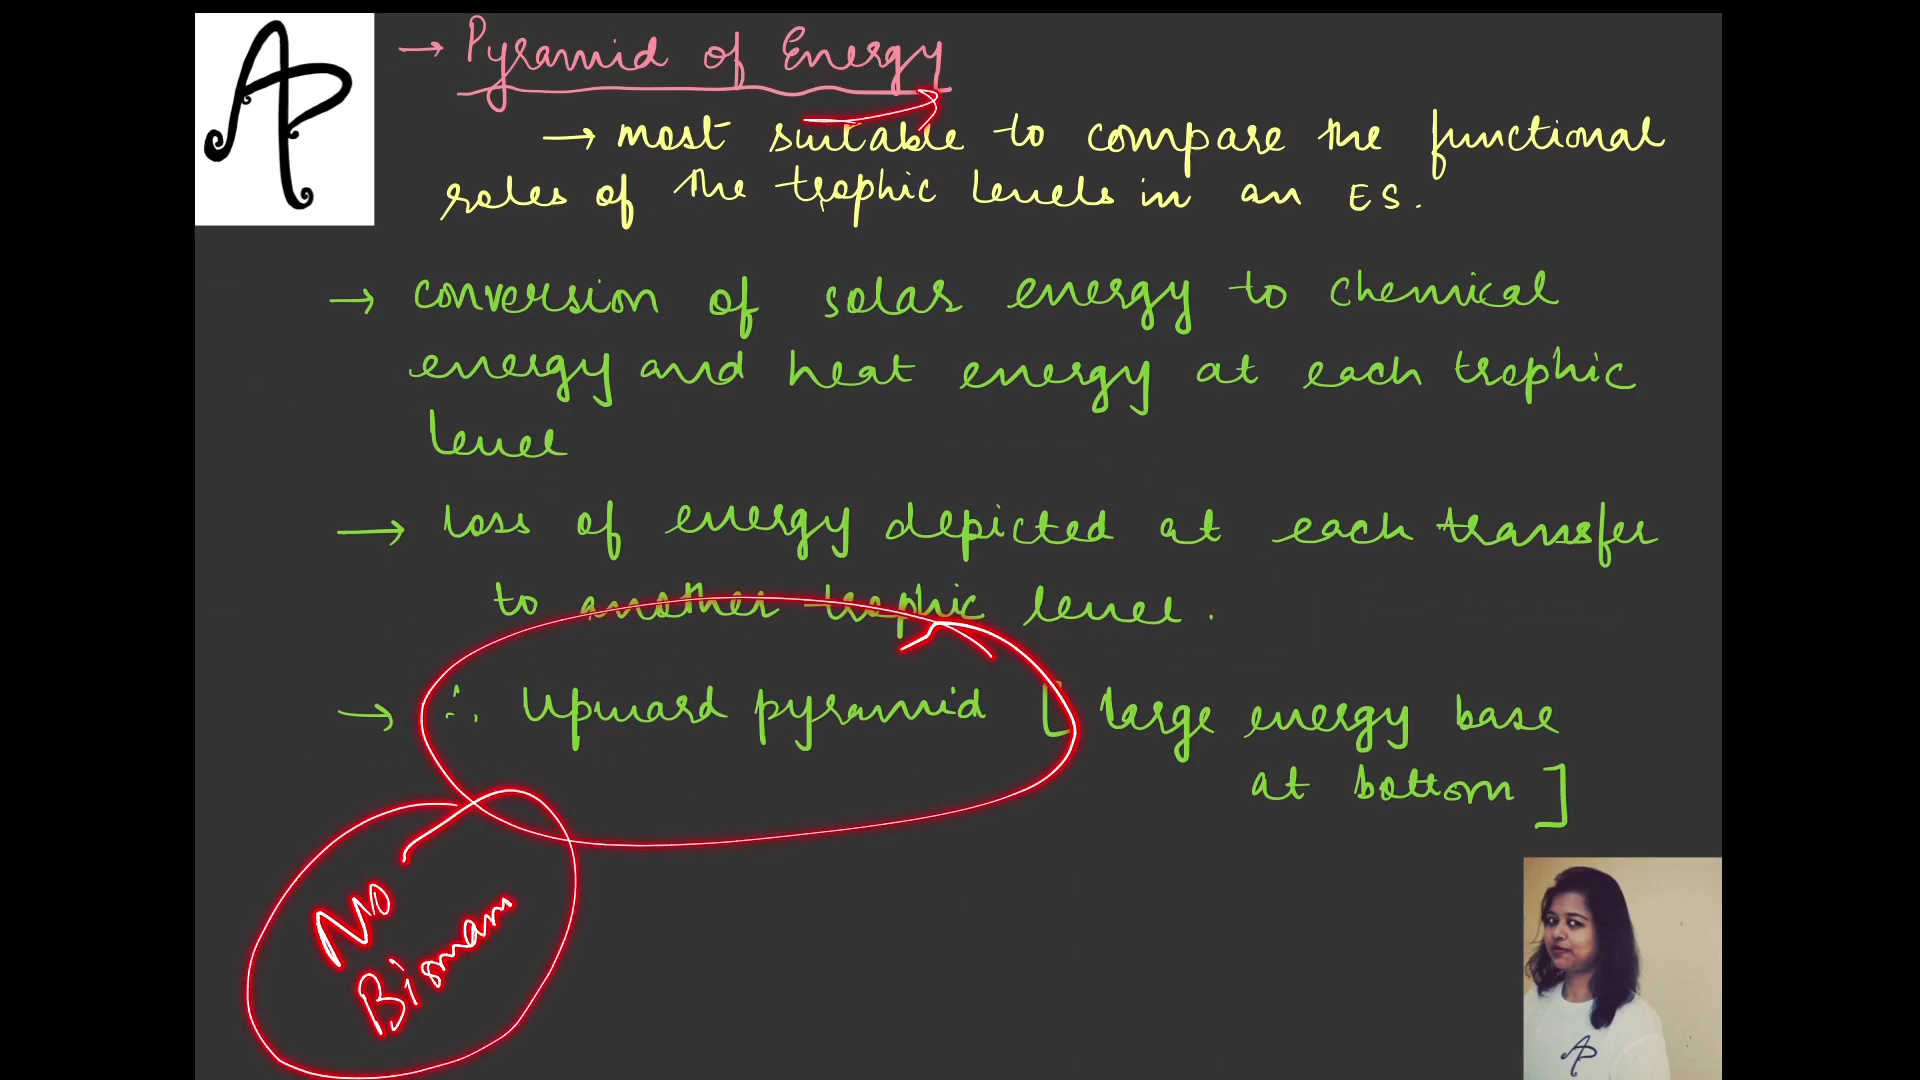 AP
→ Pyramid of Energy
→ most suitable to compare the functional
roles of the trophic levels in an ES.
→ conversion of solar energy to chemical
energy and heat energy at each trophic
level
→ loss of energy depicted at each transfer
to another trophic level.
→ ∴ Upward pyramid [large energy base
at bottom]
No
Biomass
AP